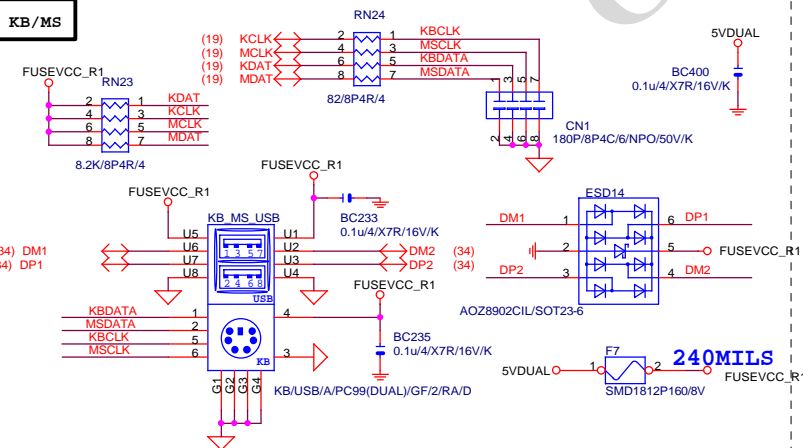 KB/MS
RN24
(19) KCLK 2 1 KBCLK
(19) MCLK 4 3 MSCLK
(19) KDAT 6 5 KBDATA
(19) MDAT 8 7 MSDATA
82/8P4R/4
1 3 5 7
2 4 6 8
CN1
180P/8P4C/6/NPO/50V/K
5VDUAL
BC400
0.1u/4/X7R/16V/K
FUSEVCC_R1
RN23
2 1 KDAT
4 3 KCLK
6 5 MCLK
8 7 MDAT
8.2K/8P4R/4
FUSEVCC_R1
FUSEVCC_R1
KB_MS_USB
BC233
0.1u/4/X7R/16V/K
U5 U1
34) DM1 U6 U2 DM2 (34)
4) DP1 U7 U3 DP2 (34)
U8 U4
1 3 5 7
2 4 6 8
USB
FUSEVCC_R1
KBDATA 1 4
MSDATA 2
KBCLK 5
MSCLK 6 3
KB
BC235
0.1u/4/X7R/16V/K
G1 G2 G3 G4
KB/USB/A/PC99(DUAL)/GF/2/RA/D
ESD14
DM1 1 6 DP1
2 5 FUSEVCC_R1
DP2 3 4 DM2
AOZ8902CIL/SOT23-6
F7
240MILS
5VDUAL 1 2 FUSEVCC_R1
SMD1812P160/8V